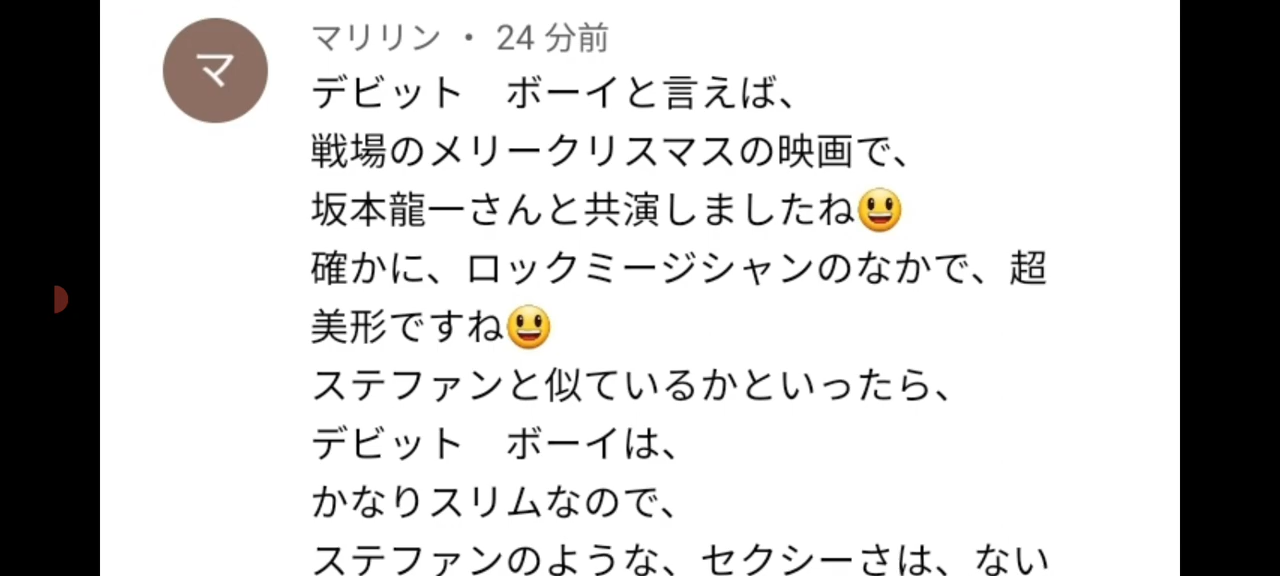 マ
マリリン ・ 24 分前
デビット　ボーイと言えば、
戦場のメリークリスマスの映画で、
坂本龍一さんと共演しましたね😃
確かに、ロックミージシャンのなかで、超
美形ですね😃
ステファンと似ているかといったら、
デビット　ボーイは、
かなりスリムなので、
ステファンのような、セクシーさは、ない